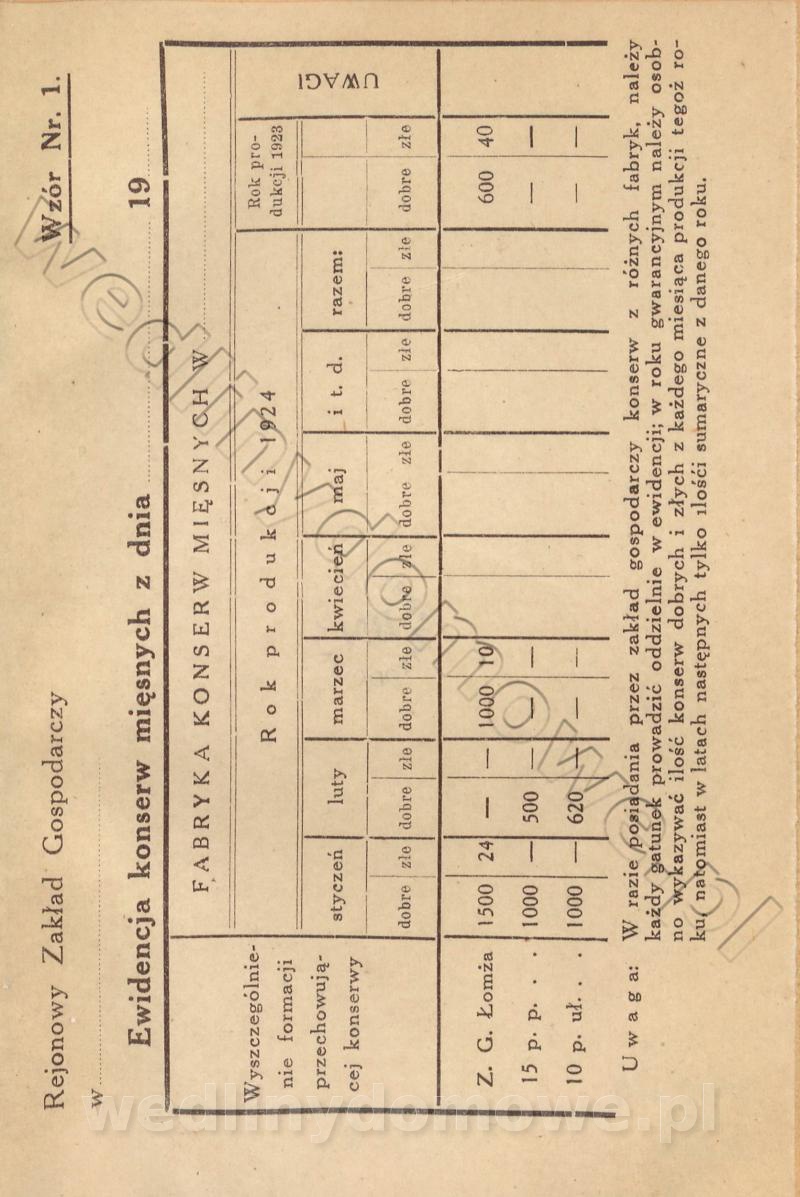 Rejonowy Zakład Gospodarczy
Wzór Nr. 1.
w
Ewidencja konserw mięsnych z dnia 19
Wyszczególnie-
nie formacji
przechowują-
cej konserwy
FABRYKA KONSERW MIĘSNYCH W
UWAGI
Rok produkcji 1924
Rok pro-
dukcji 1923
styczeń luty marzec kwiecień maj i t. d. razem:
dobre złe dobre złe dobre złe dobre złe dobre złe dobre złe dobre złe dobre złe
Z. G. Łomża 1500 24 — — 1000 10 600 40
15 p. p. . . 1000 — 500 — — — — —
10 p. uł. . . 1000 — 620 — — — — —
Uwaga: W razie posiadania przez zakład gospodarczy konserw z różnych fabryk, należy
każdy gatunek prowadzić oddzielnie w ewidencji; w roku gwarancyjnym należy osob-
no wykazywać ilość konserw dobrych i złych z każdego miesiąca produkcji tegoż ro-
ku, natomiast w latach następnych tylko ilośći sumaryczne z danego roku.
wedlinydomowe.pl